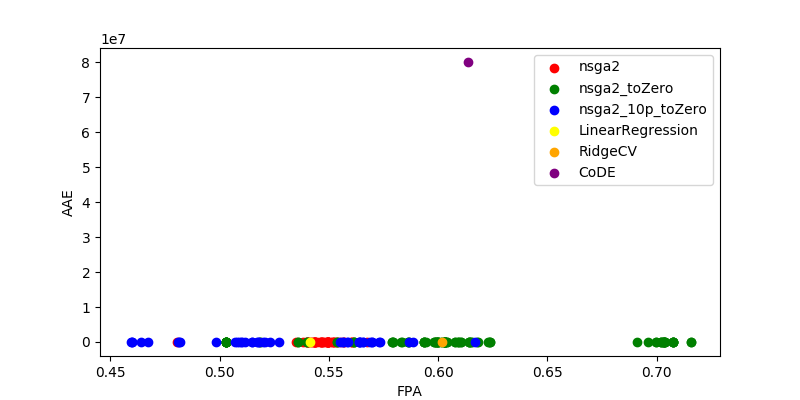 1e7
8
7
6
5
4
3
2
1
0
AAE
0.45 0.50 0.55 0.60 0.65 0.70
FPA
nsga2
nsga2_toZero
nsga2_10p_toZero
LinearRegression
RidgeCV
CoDE